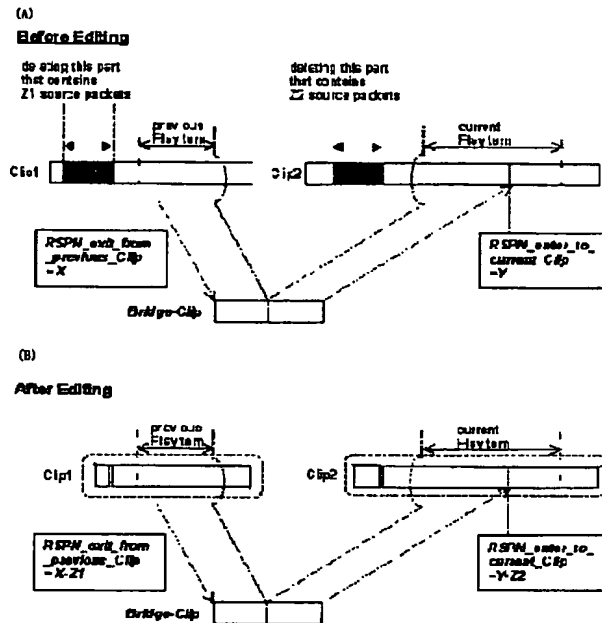 (A)
Before Editing
deleting this part
that contains
Z1 source packets
deleting this part
that contains
Z2 source packets
previous
PlayItem
current
PlayItem
Clip1
Clip2
RSPN_exit_from
_previous_Clip
=X
RSPN_enter_to_
current_Clip
=Y
Bridge-Clip
(B)
After Editing
previous
PlayItem
current
PlayItem
Clip1
Clip2
RSPN_exit_from
_previous_Clip
=X-Z1
RSPN_enter_to_
current_Clip
=Y-Z2
Bridge-Clip